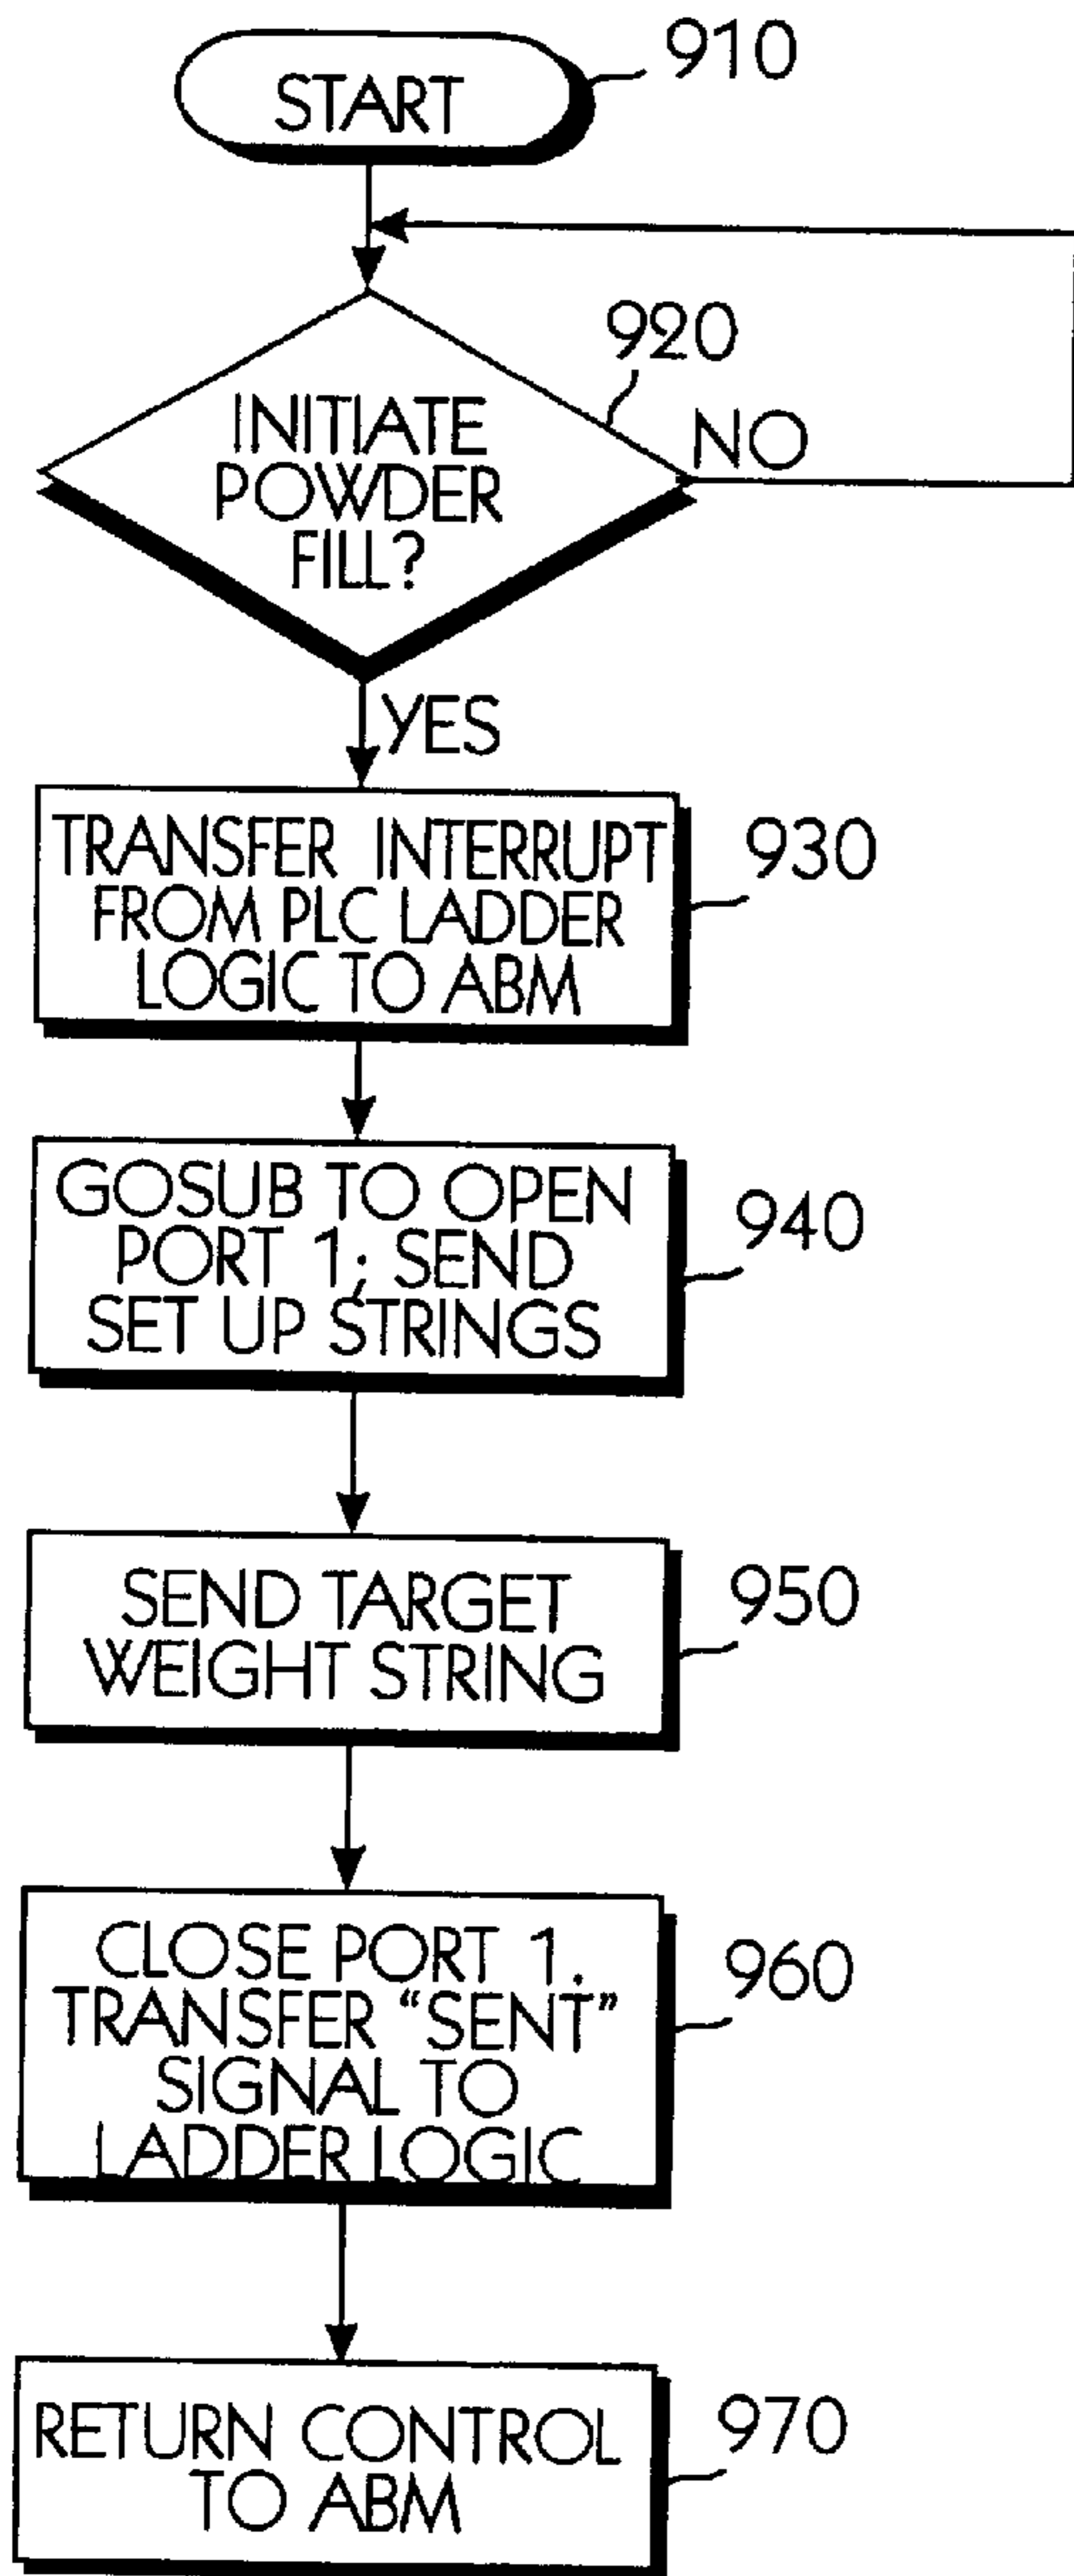 START
910
INITIATE
POWDER
FILL?
920
NO
YES
TRANSFER INTERRUPT
FROM PLC LADDER
LOGIC TO ABM
930
GOSUB TO OPEN
PORT 1; SEND
SET UP STRINGS
940
SEND TARGET
WEIGHT STRING
950
CLOSE PORT 1.
TRANSFER “SENT”
SIGNAL TO
LADDER LOGIC
960
RETURN CONTROL
TO ABM
970